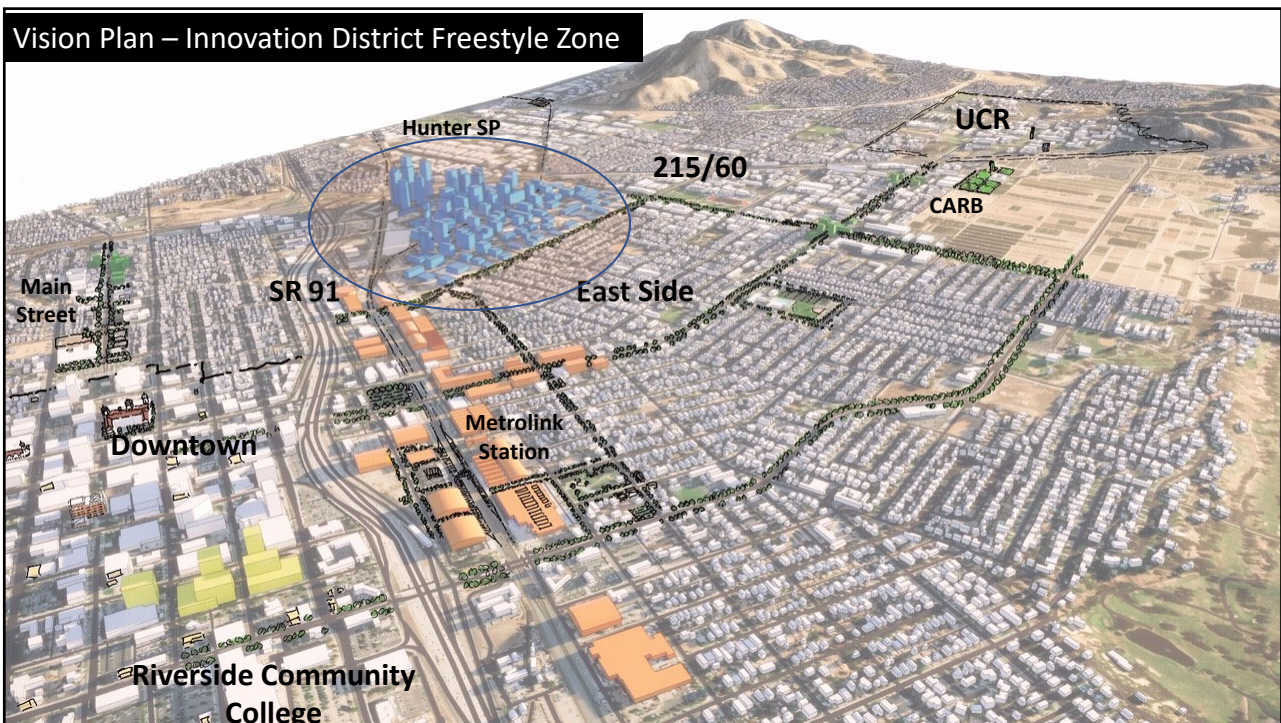 Vision Plan – Innovation District Freestyle Zone
Hunter SP
UCR
215/60
CARB
Main
Street
SR 91
East Side
Metrolink
Station
Downtown
Riverside Community
College